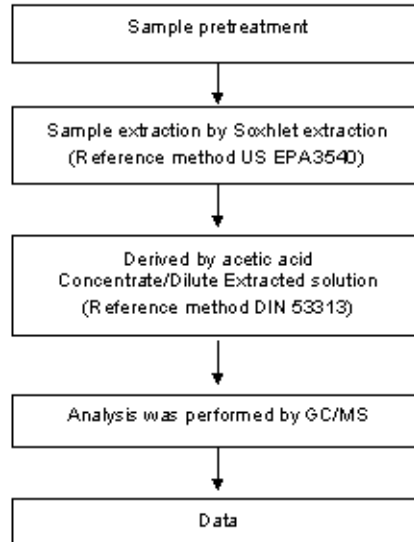 Sample pretreatment
Sample extraction by Soxhlet extraction
(Reference method US EPA3540)
Derived by acetic acid
Concentrate/Dilute Extracted solution
(Reference method DIN 53313)
Analysis was performed by GC/MS
Data